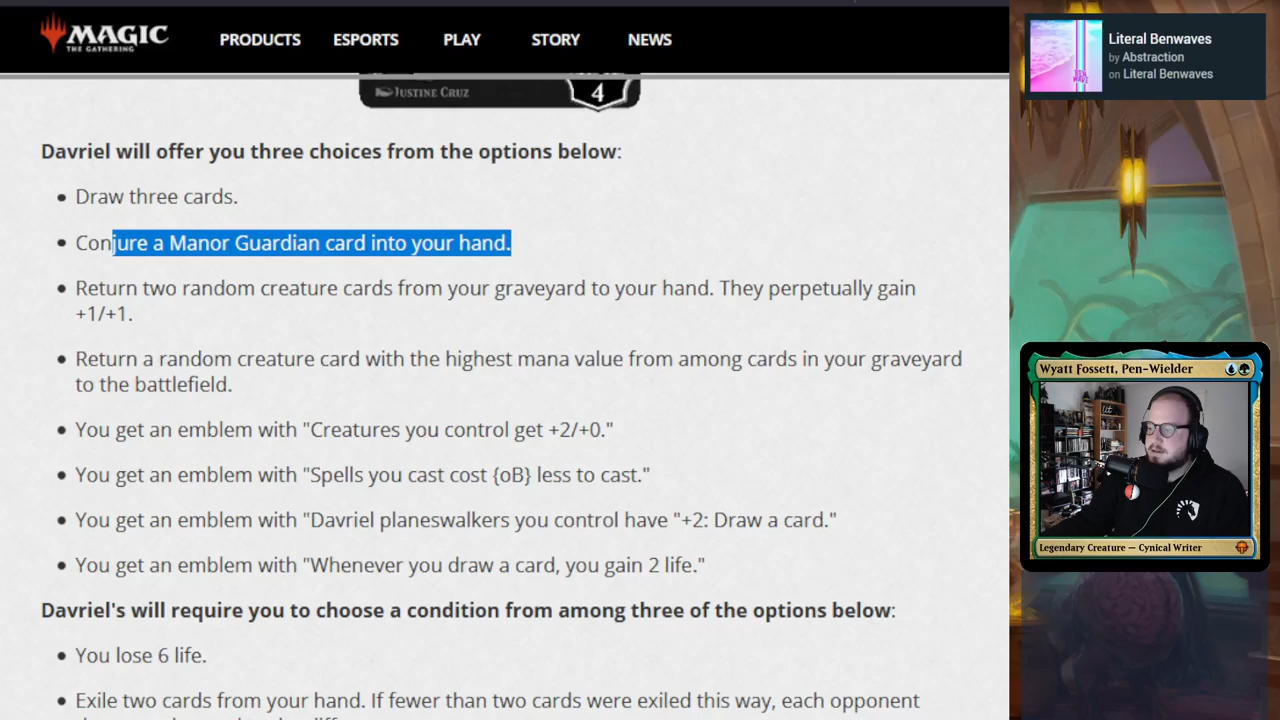 MAGIC
THE GATHERING
PRODUCTS
ESPORTS
PLAY
STORY
NEWS
Literal Benwaves
by Abstraction
on Literal Benwaves
JUSTINE CRUZ
4
Davriel will offer you three choices from the options below:
• Draw three cards.
• Conjure a Manor Guardian card into your hand.
• Return two random creature cards from your graveyard to your hand. They perpetually gain
+1/+1.
• Return a random creature card with the highest mana value from among cards in your graveyard
to the battlefield.
• You get an emblem with "Creatures you control get +2/+0."
• You get an emblem with "Spells you cast cost {oB} less to cast."
• You get an emblem with "Davriel planeswalkers you control have "+2: Draw a card."
• You get an emblem with "Whenever you draw a card, you gain 2 life."
Davriel's will require you to choose a condition from among three of the options below:
• You lose 6 life.
• Exile two cards from your hand. If fewer than two cards were exiled this way, each opponent
Wyatt Fossett, Pen-Wielder
Legendary Creature — Cynical Writer